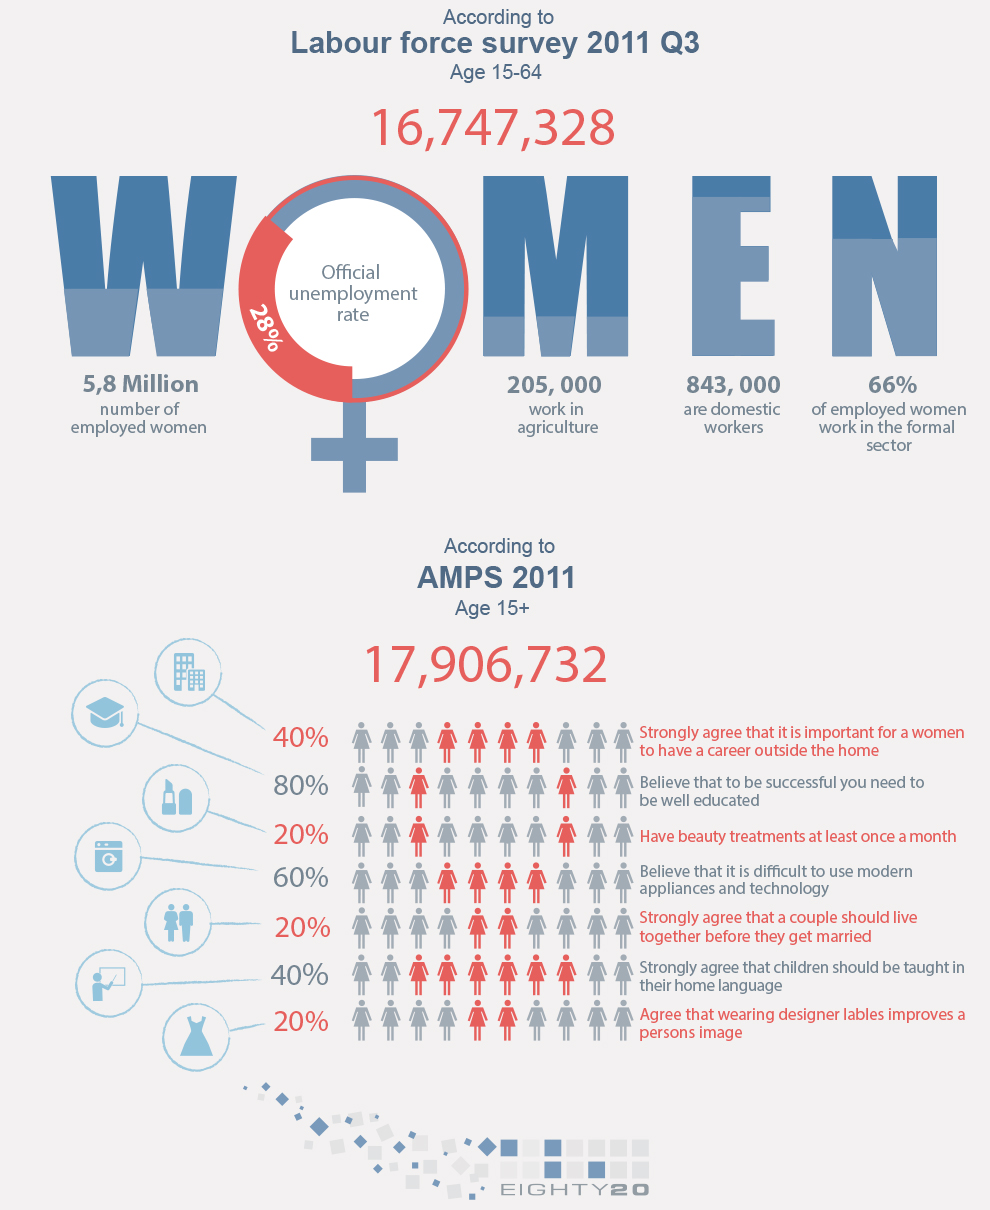 According to
Labour force survey 2011 Q3
Age 15-64
16,747,328
WOMEN
Official
unemployment
rate
28%
5,8 Million
number of
employed women
205, 000
work in
agriculture
843, 000
are domestic
workers
66%
of employed women
work in the formal
sector
According to
AMPS 2011
Age 15+
17,906,732
40%
Strongly agree that it is important for a women
to have a career outside the home
80%
Believe that to be successful you need to
be well educated
20%
Have beauty treatments at least once a month
60%
Believe that it is difficult to use modern
appliances and technology
20%
Strongly agree that a couple should live
together before they get married
40%
Strongly agree that children should be taught in
their home language
20%
Agree that wearing designer lables improves a
persons image
EIGHTY20